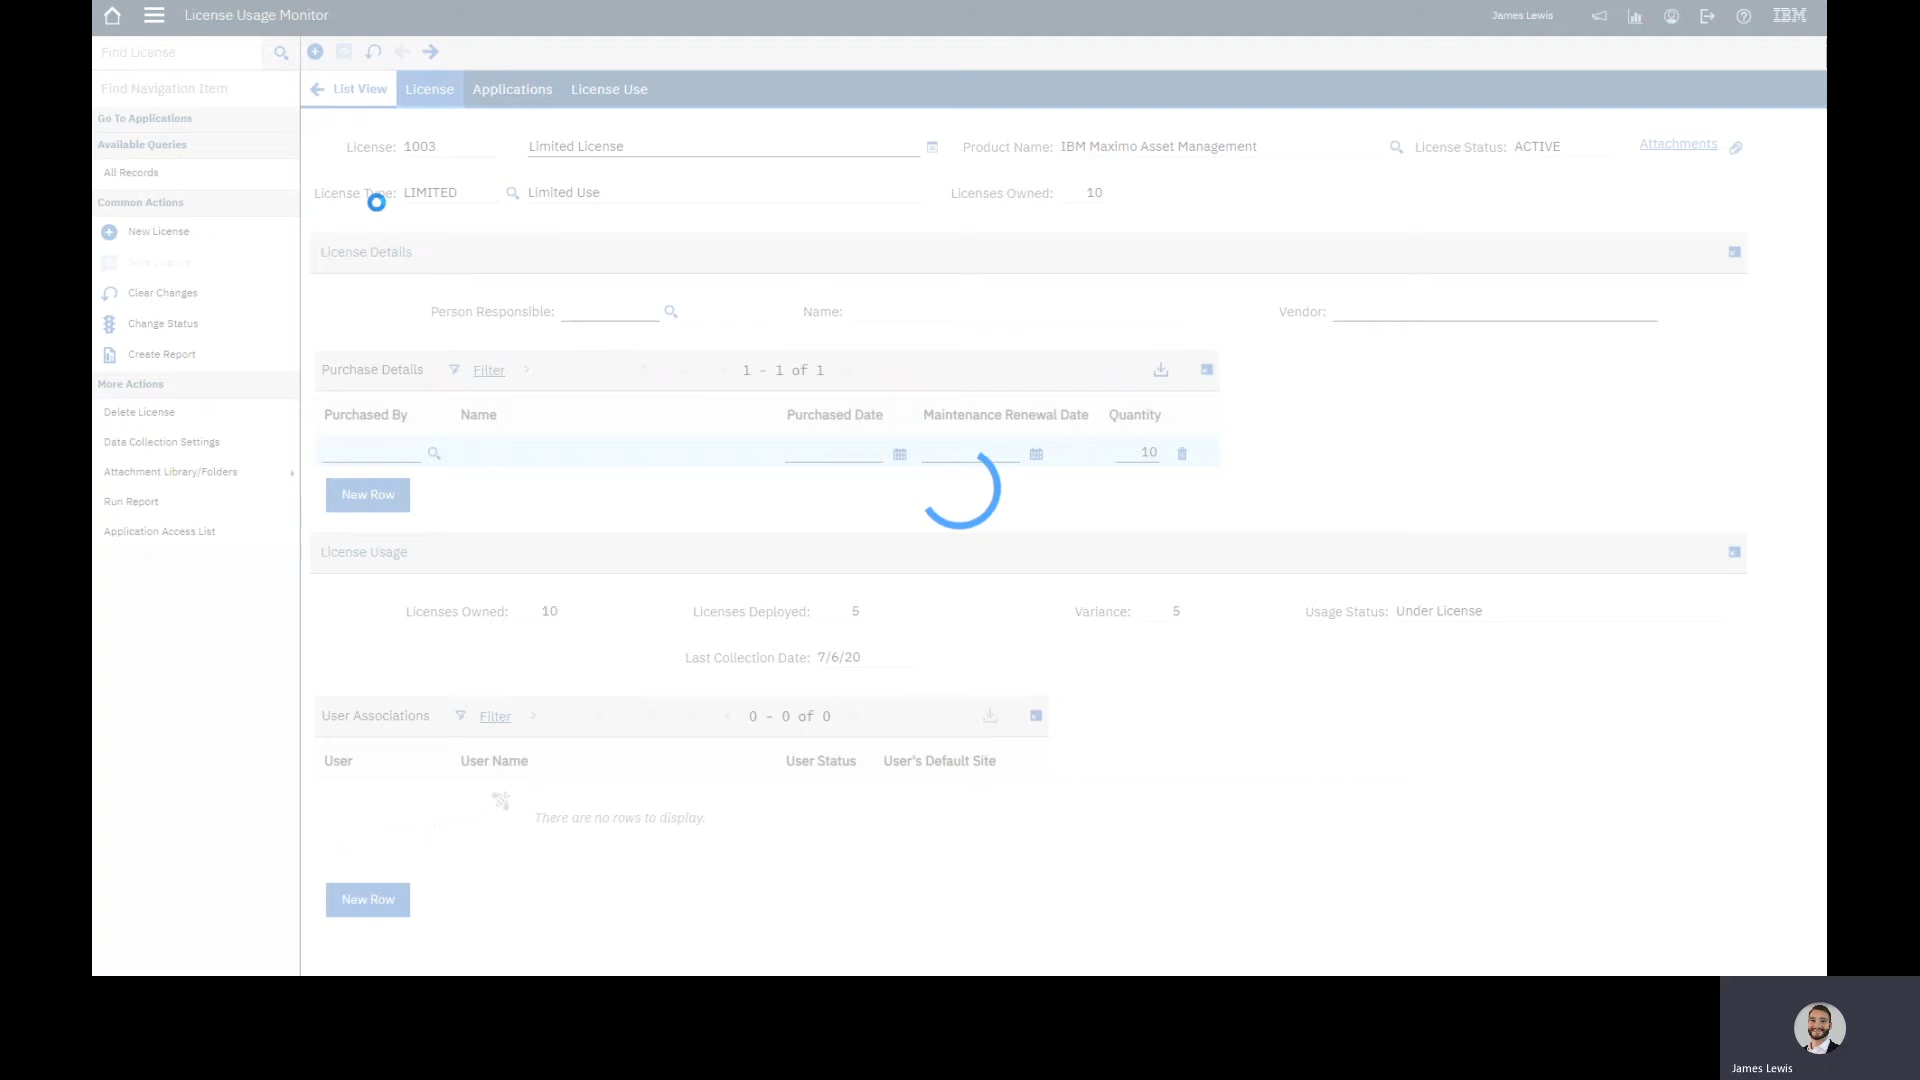 License Usage Monitor
James Lewis
IBM
Find License
Find Navigation Item
List View License Applications License Use
Go To Applications
Available Queries
All Records
Common Actions
New License
Save License
Clear Changes
Change Status
Create Report
More Actions
Delete License
Data Collection Settings
Attachment Library/Folders
Run Report
Application Access List
License: 1003 Limited License Product Name: IBM Maximo Asset Management License Status: ACTIVE Attachments
License Type: LIMITED Limited Use Licenses Owned: 10
License Details
Person Responsible: Name: Vendor:
Purchase Details Filter 1 - 1 of 1
Purchased By Name Purchased Date Maintenance Renewal Date Quantity
10
New Row
License Usage
Licenses Owned: 10 Licenses Deployed: 5 Variance: 5 Usage Status: Under License
Last Collection Date: 7/6/20
User Associations Filter 0 - 0 of 0
User User Name User Status User's Default Site
There are no rows to display.
New Row
James Lewis